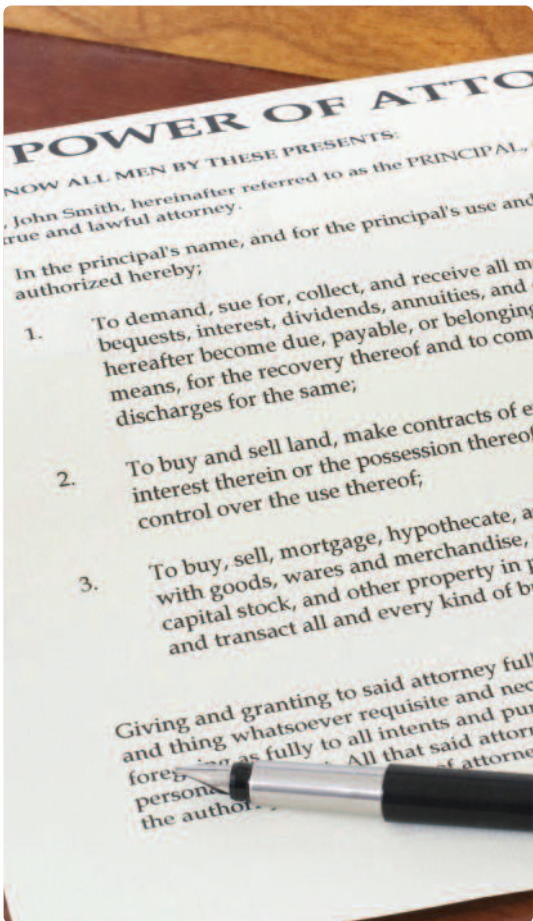 POWER OF ATTO
NOW ALL MEN BY THESE PRESENTS:
, John Smith, hereinafter referred to as the PRINCIPAL,
rue and lawful attorney.
In the principal's name, and for the principal's use and
authorized hereby;
1. To demand, sue for, collect, and receive all m
bequests, interest, dividends, annuities, and
hereafter become due, payable, or belonging
means, for the recovery thereof and to com
discharges for the same;
2. To buy and sell land, make contracts of e
interest therein or the possession thereof
control over the use thereof;
3. To buy, sell, mortgage, hypothecate, a
with goods, wares and merchandise,
capital stock, and other property in p
and transact all and every kind of b
Giving and granting to said attorney full
and thing whatsoever requisite and nec
as fully to all intents and pur
persona All that said attor
of attorne
the author